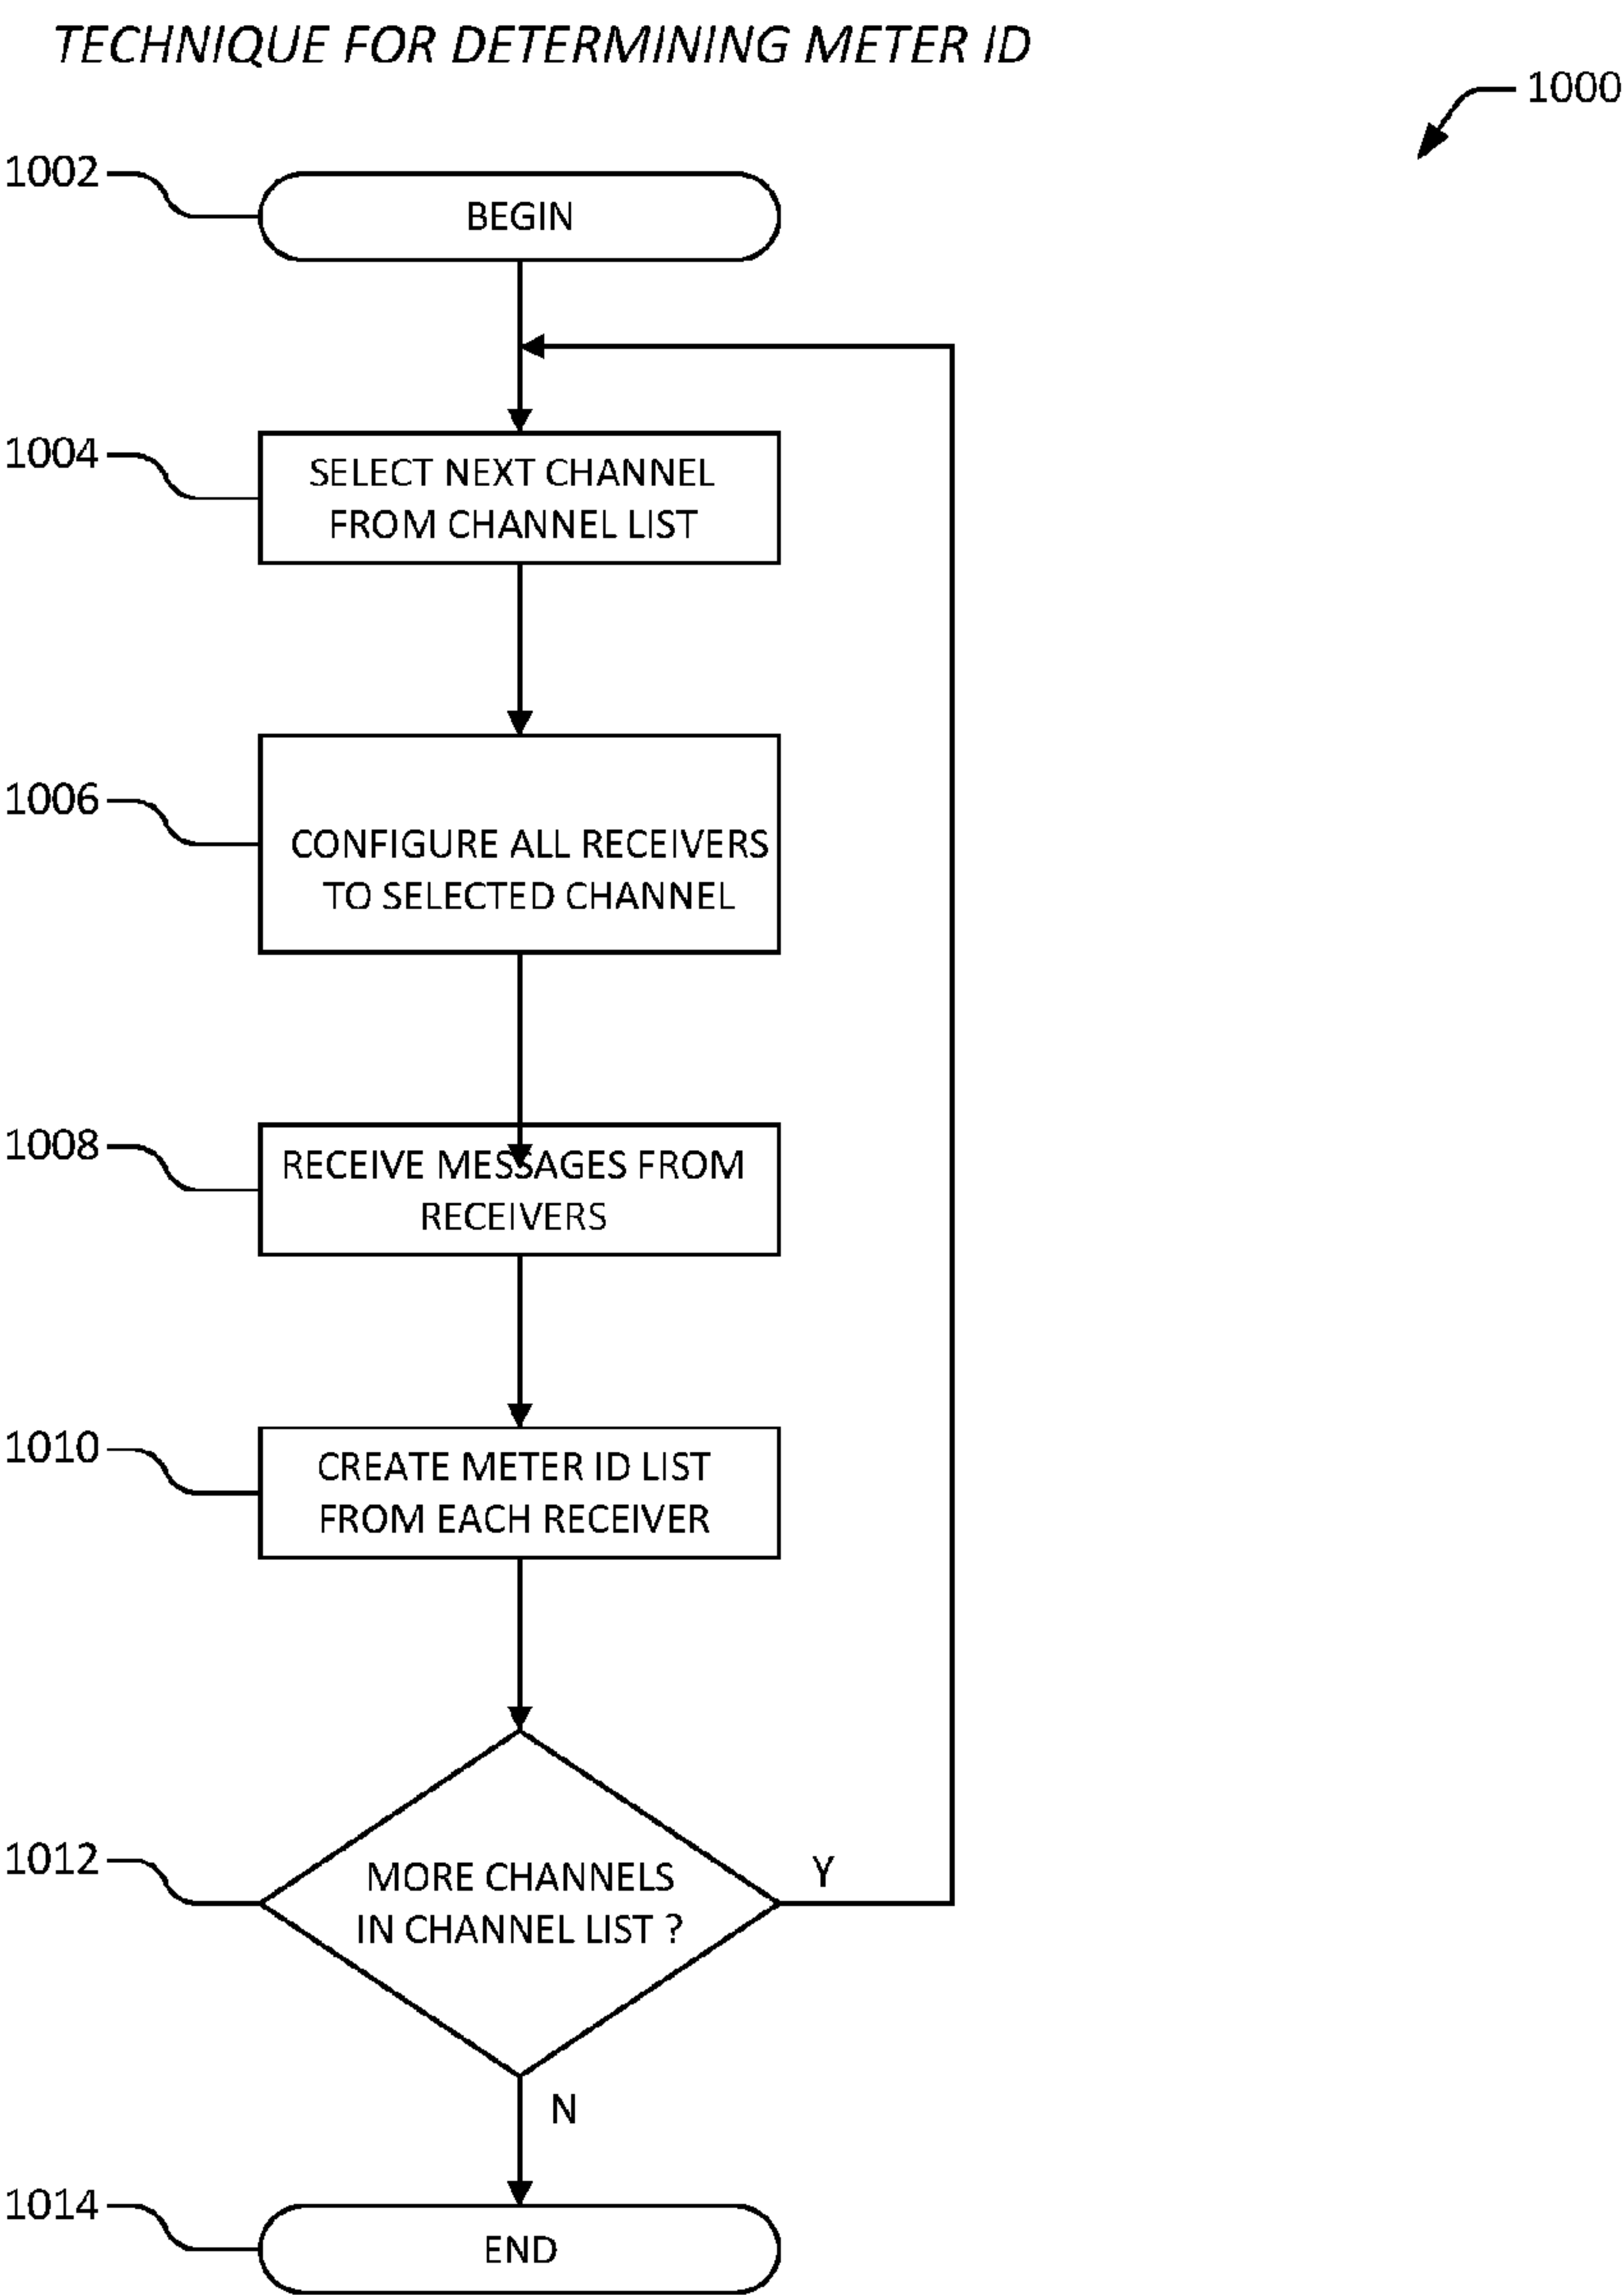 TECHNIQUE FOR DETERMINING METER ID
1000
1002
BEGIN
1004
SELECT NEXT CHANNEL
FROM CHANNEL LIST
1006
CONFIGURE ALL RECEIVERS
TO SELECTED CHANNEL
1008
RECEIVE MESSAGES FROM
RECEIVERS
1010
CREATE METER ID LIST
FROM EACH RECEIVER
1012
MORE CHANNELS
IN CHANNEL LIST ?
Y
N
1014
END